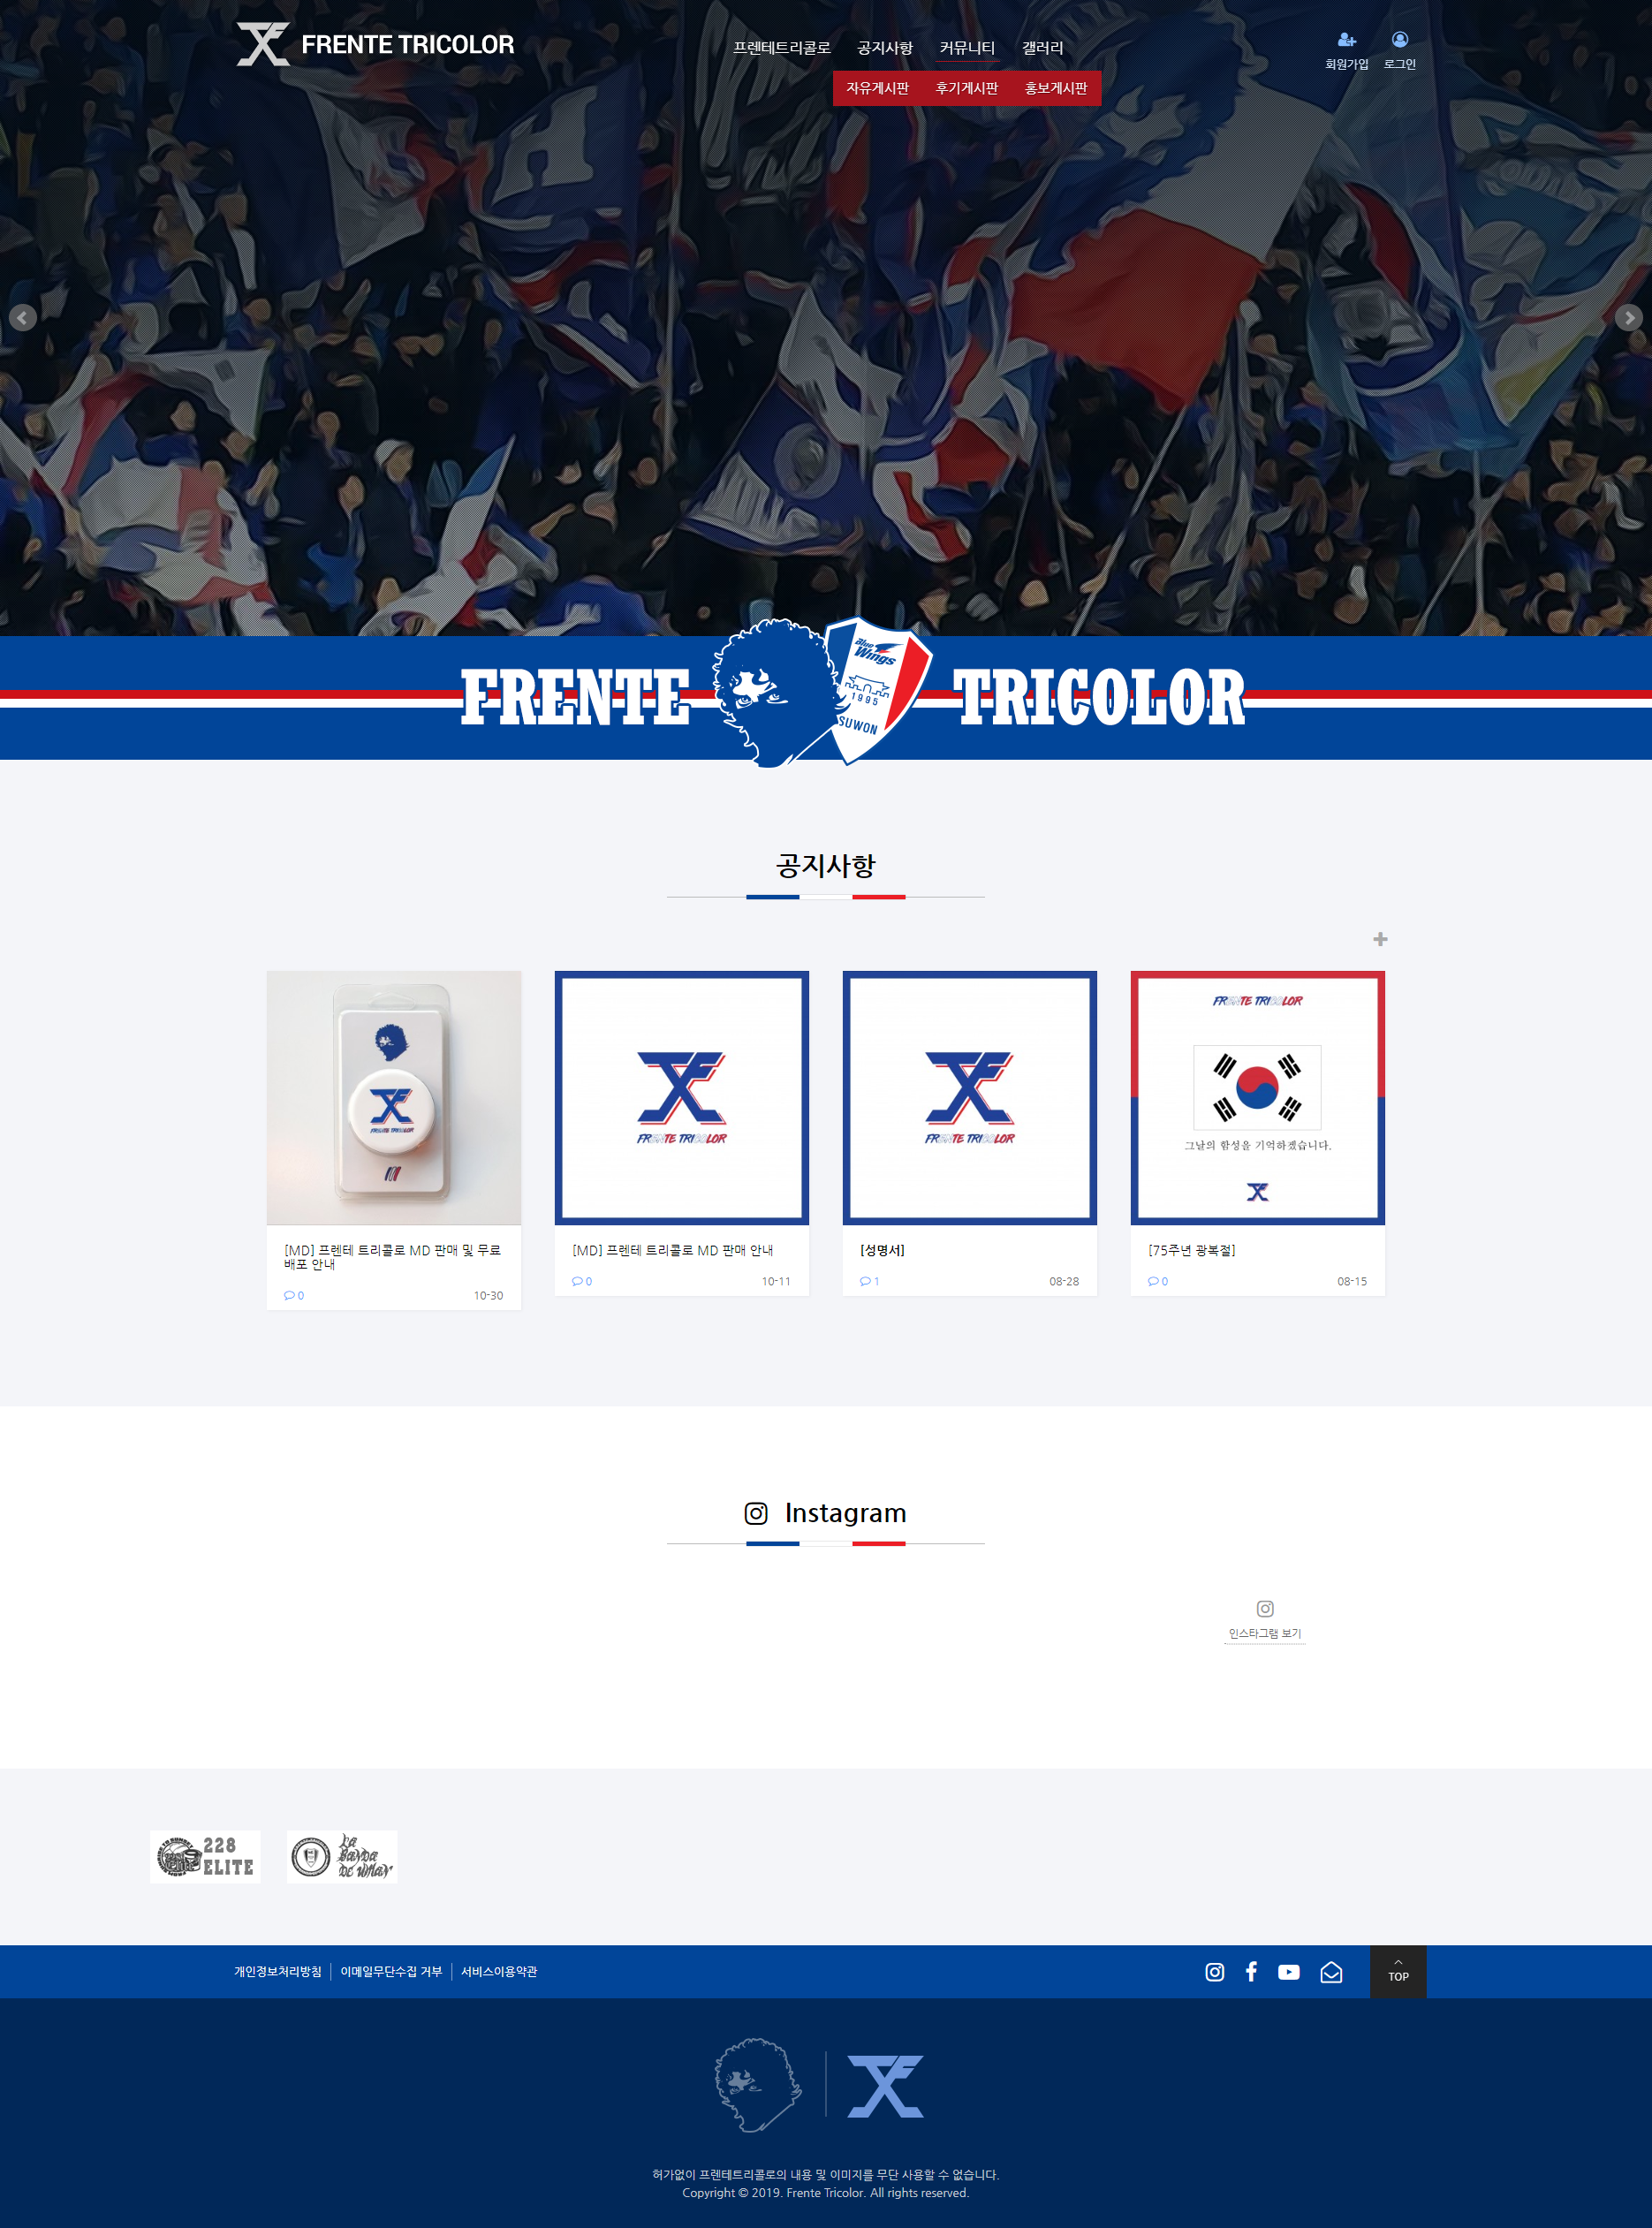 FRENTE TRICOLOR
프렌테트리콜로 공지사항 커뮤니티 갤러리
회원가입 로그인
자유게시판 후기게시판 홍보게시판
FRENTE TRICOLOR
Blue Wings
1995
SUWON
공지사항
FRENTE TRICOLOR
FRENTE TRICOLOR
FRENTE TRICOLOR
FRENTE TRICOLOR
그날의 함성을 기억하겠습니다.
[MD] 프렌테 트리콜로 MD 판매 및 무료
배포 안내
0 10-30
[MD] 프렌테 트리콜로 MD 판매 안내
0 10-11
[성명서]
1 08-28
[75주년 광복절]
0 08-15
Instagram
인스타그램 보기
228
ELITE
개인정보처리방침 이메일무단수집 거부 서비스이용약관
TOP
허가없이 프렌테트리콜로의 내용 및 이미지를 무단 사용할 수 없습니다.
Copyright © 2019. Frente Tricolor. All rights reserved.